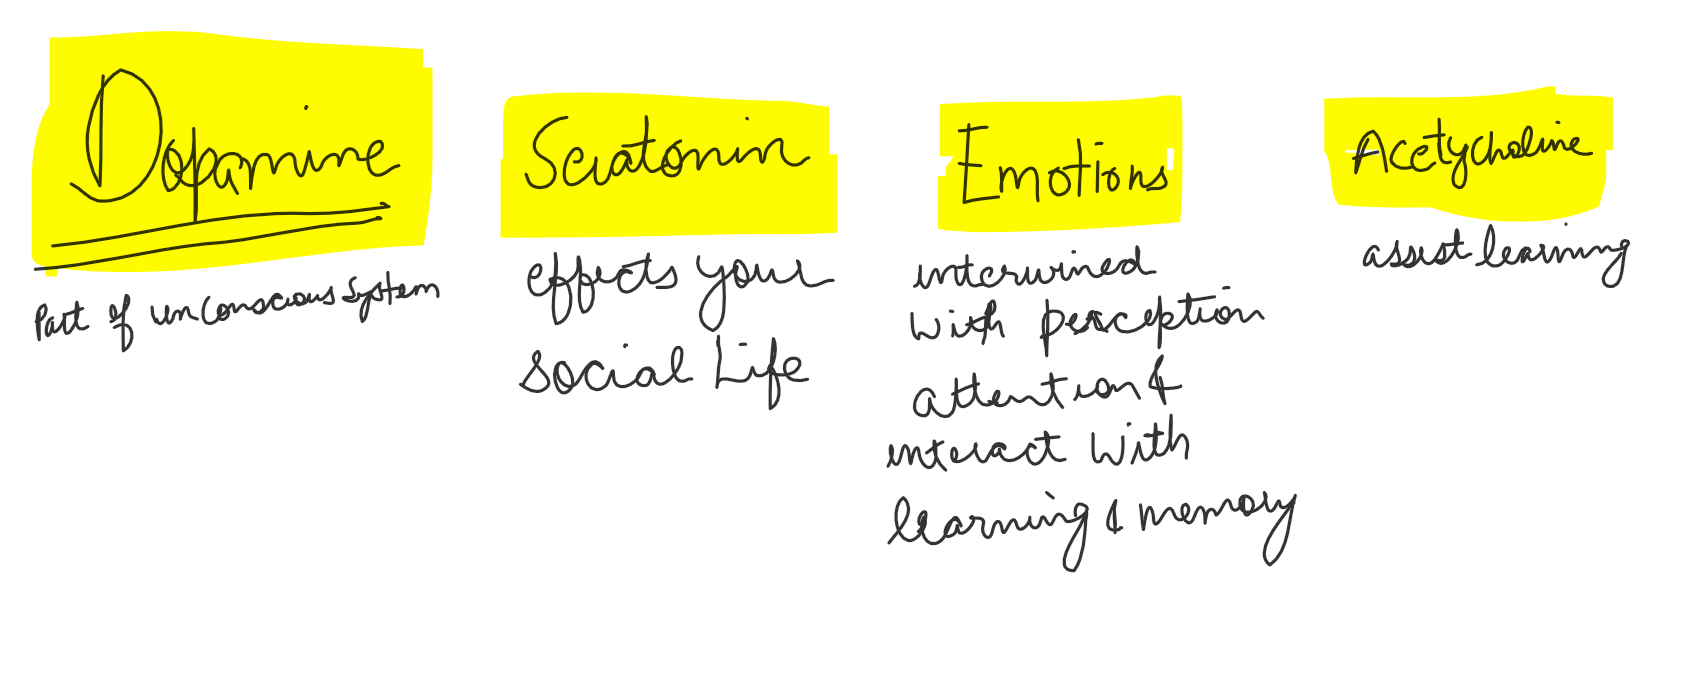 Dopamine
Part of unconscious system
Seratonin
effects your
social Life
Emotions
interwined
with perception
attention &
interact with
learning & memory
Acetycholine
assist learning